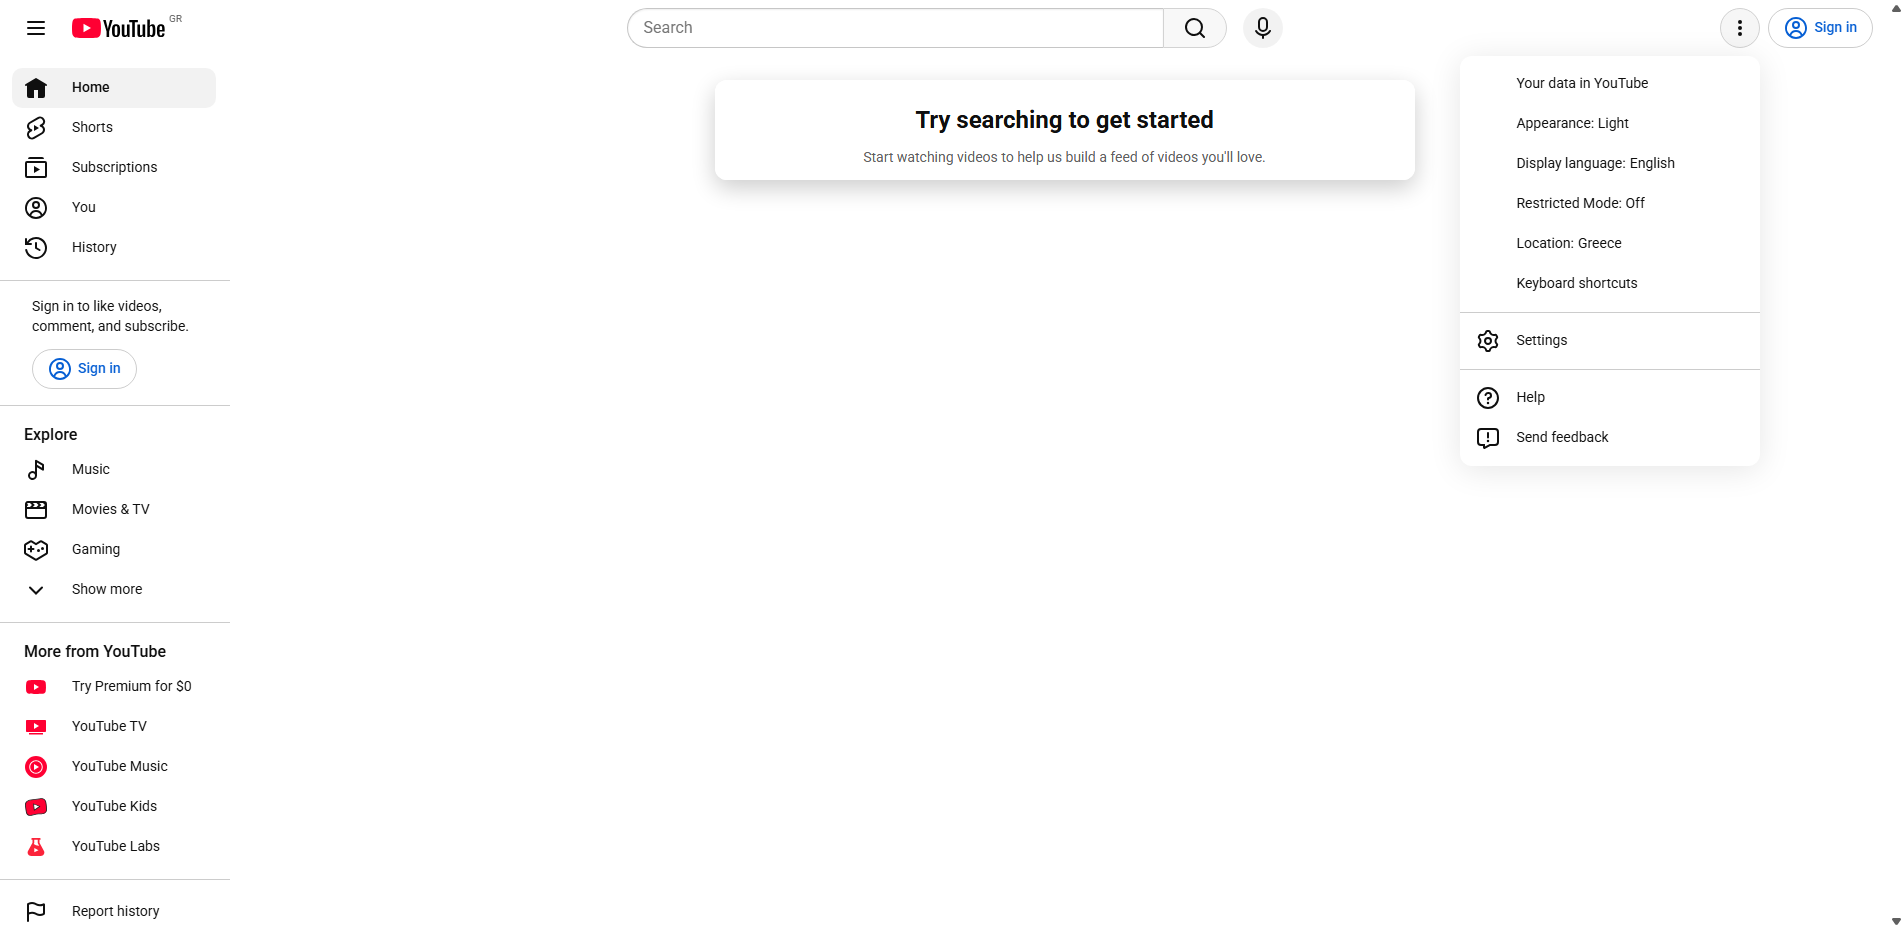 YouTube GR
Search
Sign in
Home
Shorts
Subscriptions
You
History
Sign in to like videos,
comment, and subscribe.
Sign in
Explore
Music
Movies & TV
Gaming
Show more
More from YouTube
Try Premium for $0
YouTube TV
YouTube Music
YouTube Kids
YouTube Labs
Report history
Try searching to get started
Start watching videos to help us build a feed of videos you'll love.
Your data in YouTube
Appearance: Light
Display language: English
Restricted Mode: Off
Location: Greece
Keyboard shortcuts
Settings
Help
Send feedback